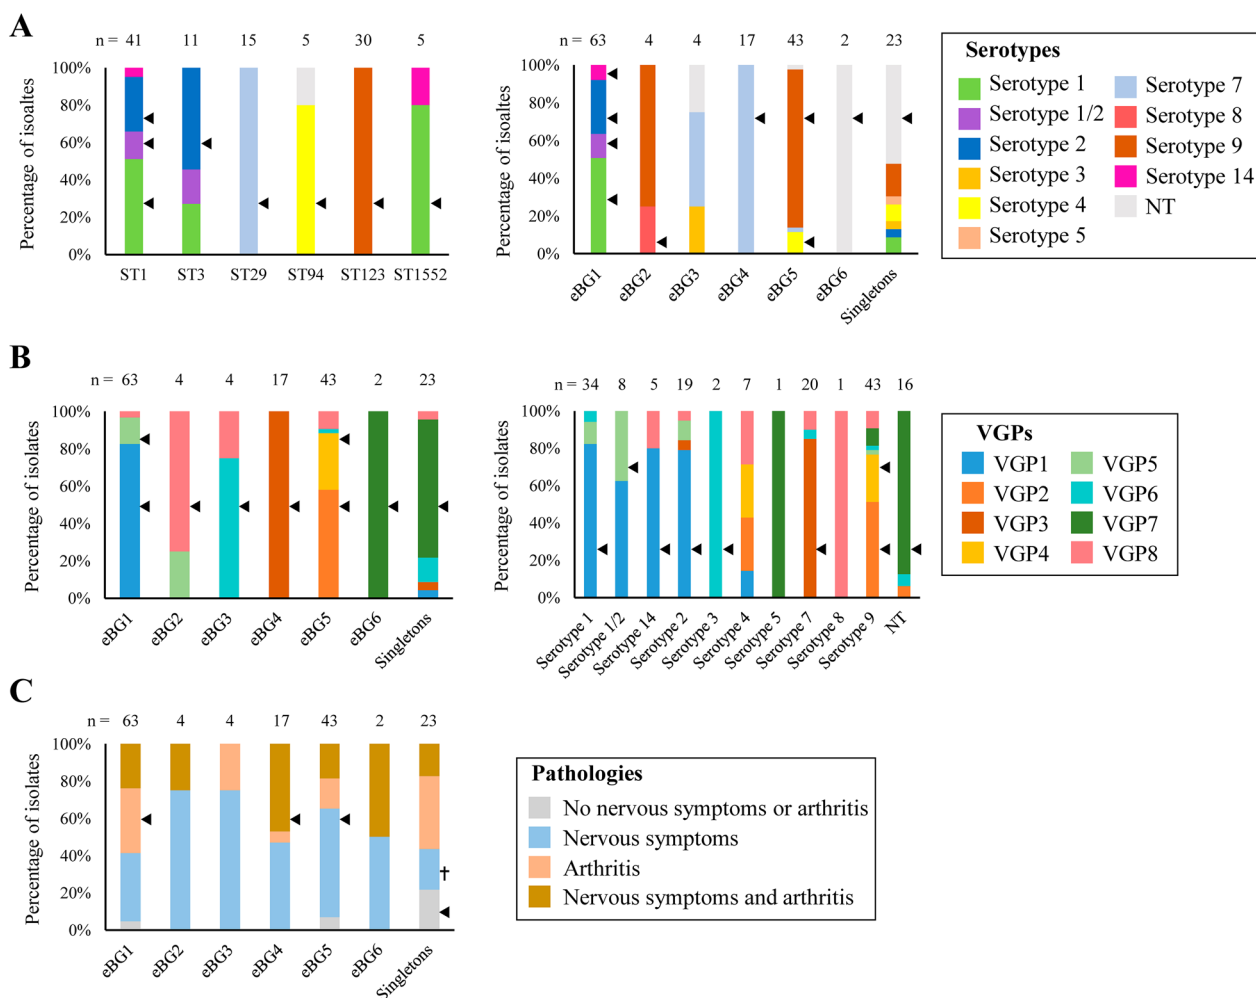 A
n = 41 11 15 5 30 5
Percentage of isoaltes
100%
80%
60%
40%
20%
0%
ST1 ST3 ST29 ST94 ST123 ST1552
n = 63 4 4 17 43 2 23
Percentage of isolates
100%
80%
60%
40%
20%
0%
eBG1 eBG2 eBG3 eBG4 eBG5 eBG6 Singletons
Serotypes
Serotype 1
Serotype 1/2
Serotype 2
Serotype 3
Serotype 4
Serotype 5
Serotype 7
Serotype 8
Serotype 9
Serotype 14
NT
B
n = 63 4 4 17 43 2 23
Percentage of isolates
100%
80%
60%
40%
20%
0%
eBG1 eBG2 eBG3 eBG4 eBG5 eBG6 Singletons
n = 34 8 5 19 2 7 1 20 1 43 16
Percentage of isolates
100%
80%
60%
40%
20%
0%
Serotype 1 Serotype 1/2 Serotype 14 Serotype 2 Serotype 3 Serotype 4 Serotype 5 Serotype 7 Serotype 8 Serotype 9 NT
VGPs
VGP1
VGP2
VGP3
VGP4
VGP5
VGP6
VGP7
VGP8
C
n = 63 4 4 17 43 2 23
Percentage of isolates
100%
80%
60%
40%
20%
0%
†
eBG1 eBG2 eBG3 eBG4 eBG5 eBG6 Singletons
Pathologies
No nervous symptoms or arthritis
Nervous symptoms
Arthritis
Nervous symptoms and arthritis